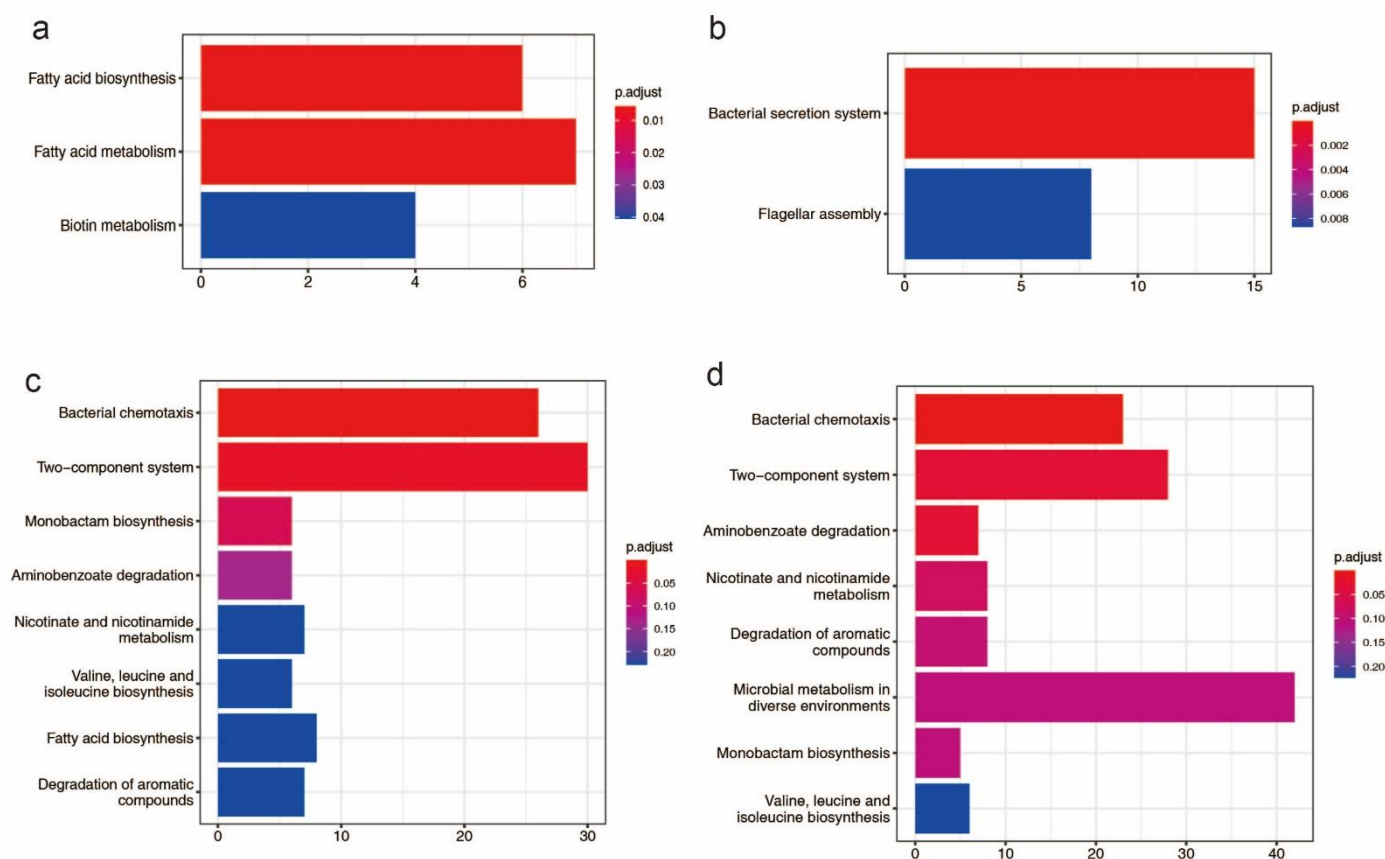 a
Fatty acid biosynthesis
Fatty acid metabolism
Biotin metabolism
0 2 4 6
p.adjust
0.01
0.02
0.03
0.04
b
Bacterial secretion system
Flagellar assembly
0 5 10 15
p.adjust
0.002
0.004
0.006
0.008
c
Bacterial chemotaxis
Two−component system
Monobactam biosynthesis
Aminobenzoate degradation
Nicotinate and nicotinamide
metabolism
Valine, leucine and
isoleucine biosynthesis
Fatty acid biosynthesis
Degradation of aromatic
compounds
0 10 20 30
p.adjust
0.05
0.10
0.15
0.20
d
Bacterial chemotaxis
Two−component system
Aminobenzoate degradation
Nicotinate and nicotinamide
metabolism
Degradation of aromatic
compounds
Microbial metabolism in
diverse environments
Monobactam biosynthesis
Valine, leucine and
isoleucine biosynthesis
0 10 20 30 40
p.adjust
0.05
0.10
0.15
0.20